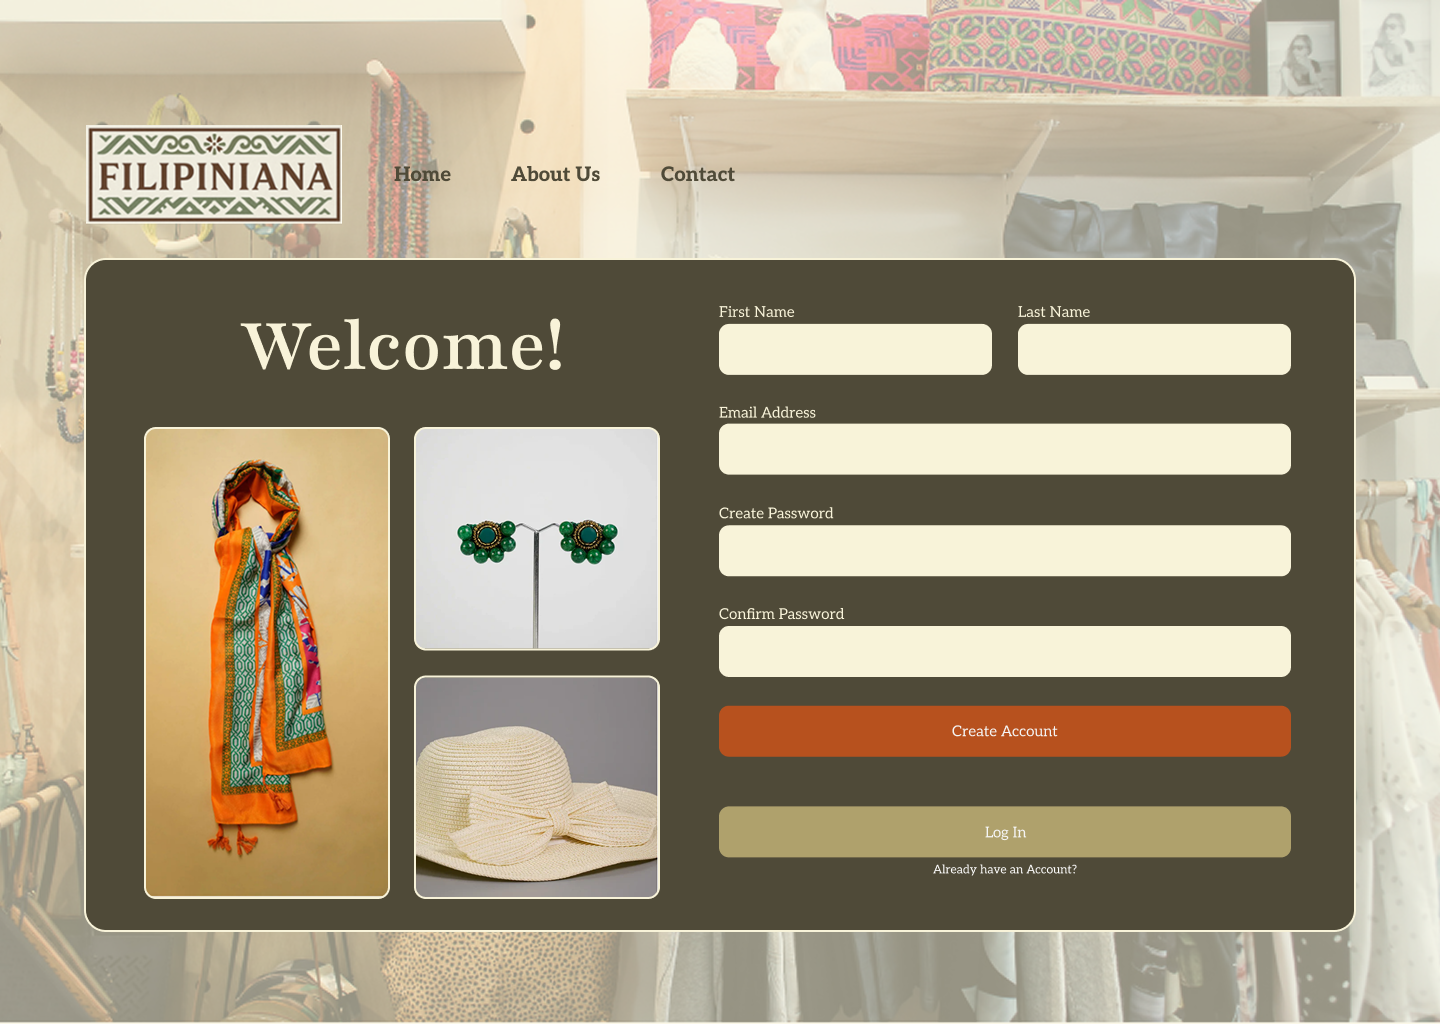 FILIPINIANA
Home
About Us
Contact
Welcome!
First Name
Last Name
Email Address
Create Password
Confirm Password
Create Account
Log In
Already have an Account?